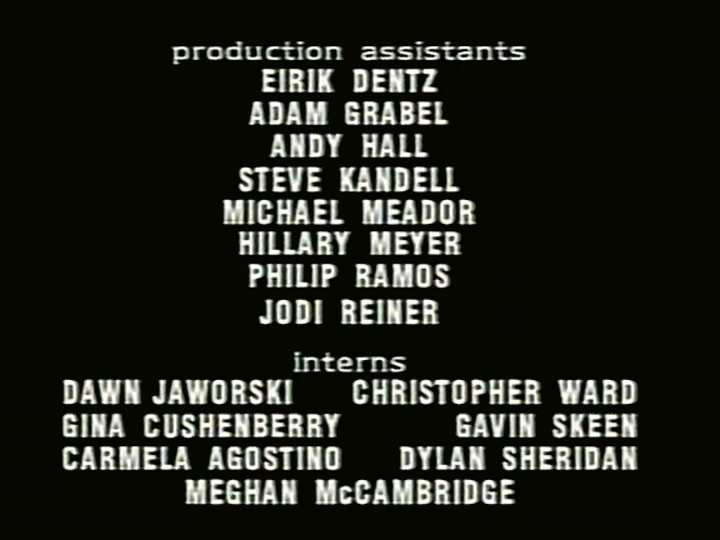 production assistants
EIRIK DENTZ
ADAM GRABEL
ANDY HALL
STEVE KANDELL
MICHAEL MEADOR
HILLARY MEYER
PHILIP RAMOS
JODI REINER
interns
DAWN JAWORSKI CHRISTOPHER WARD
GINA CUSHENBERRY GAVIN SKEEN
CARMELA AGOSTINO DYLAN SHERIDAN
MEGHAN McCAMBRIDGE